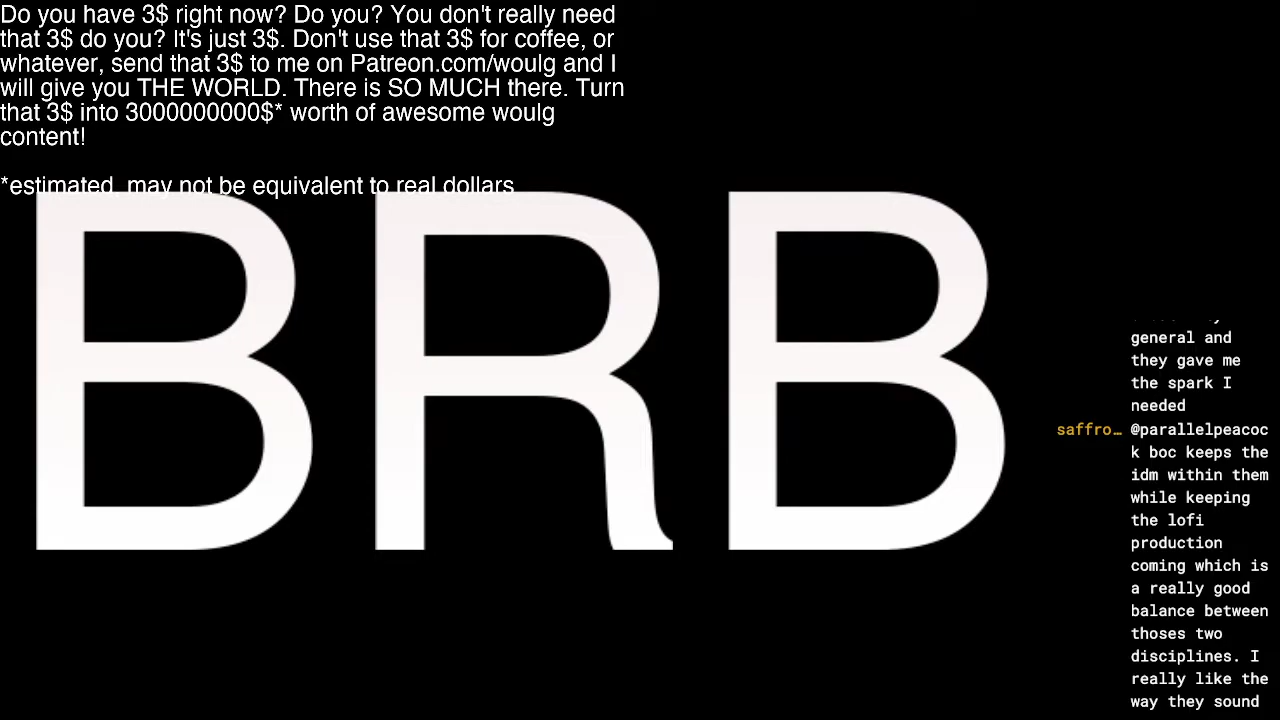 Do you have 3$ right now? Do you? You don't really need
that 3$ do you? It's just 3$. Don't use that 3$ for coffee, or
whatever, send that 3$ to me on Patreon.com/woulg and I
will give you THE WORLD. There is SO MUCH there. Turn
that 3$ into 3000000000$* worth of awesome woulg
content!
*estimated, may not be equivalent to real dollars
BRB
general and
they gave me
the spark I
needed
saffro… @parallelpeacoc
k boc keeps the
idm within them
while keeping
the lofi
production
coming which is
a really good
balance between
thoses two
disciplines. I
really like the
way they sound